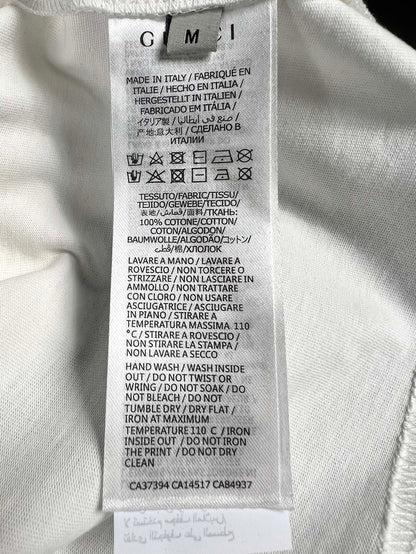 GUCCI
M
MADE IN ITALY / FABRIQUÉ EN
ITALIE / HECHO EN ITALIA /
HERGESTELLT IN ITALIEN /
FABRICADO EM ITÁLIA /
イタリア製 / صنع في ايطاليا /
产地:意大利 / СДЕЛАНО В
ИТАЛИИ
TESSUTO/FABRIC/TISSU/
TEJIDO/GEWEBE/TECIDO/
表地/قماش/面料/ТКАНЬ:
100% COTONE/COTTON/
COTON/ALGODON/
BAUMWOLLE/ALGODÃO/コットン/
قطن/棉/ХЛОПОК
LAVARE A MANO / LAVARE A
ROVESCIO / NON TORCERE O
STRIZZARE / NON LASCIARE IN
AMMOLLO / NON TRATTARE
CON CLORO / NON USARE
ASCIUGATRICE / ASCIUGARE
IN PIANO / STIRARE A
TEMPERATURA MASSIMA 110
°C / STIRARE A ROVESCIO /
NON STIRARE LA STAMPA /
NON LAVARE A SECCO
HAND WASH / WASH INSIDE
OUT / DO NOT TWIST OR
WRING / DO NOT SOAK / DO
NOT BLEACH / DO NOT
TUMBLE DRY / DRY FLAT /
IRON AT MAXIMUM
TEMPERATURE 110 C / IRON
INSIDE OUT / DO NOT IRON
THE PRINT / DO NOT DRY
CLEAN
CA37394 CA14517 CA84937